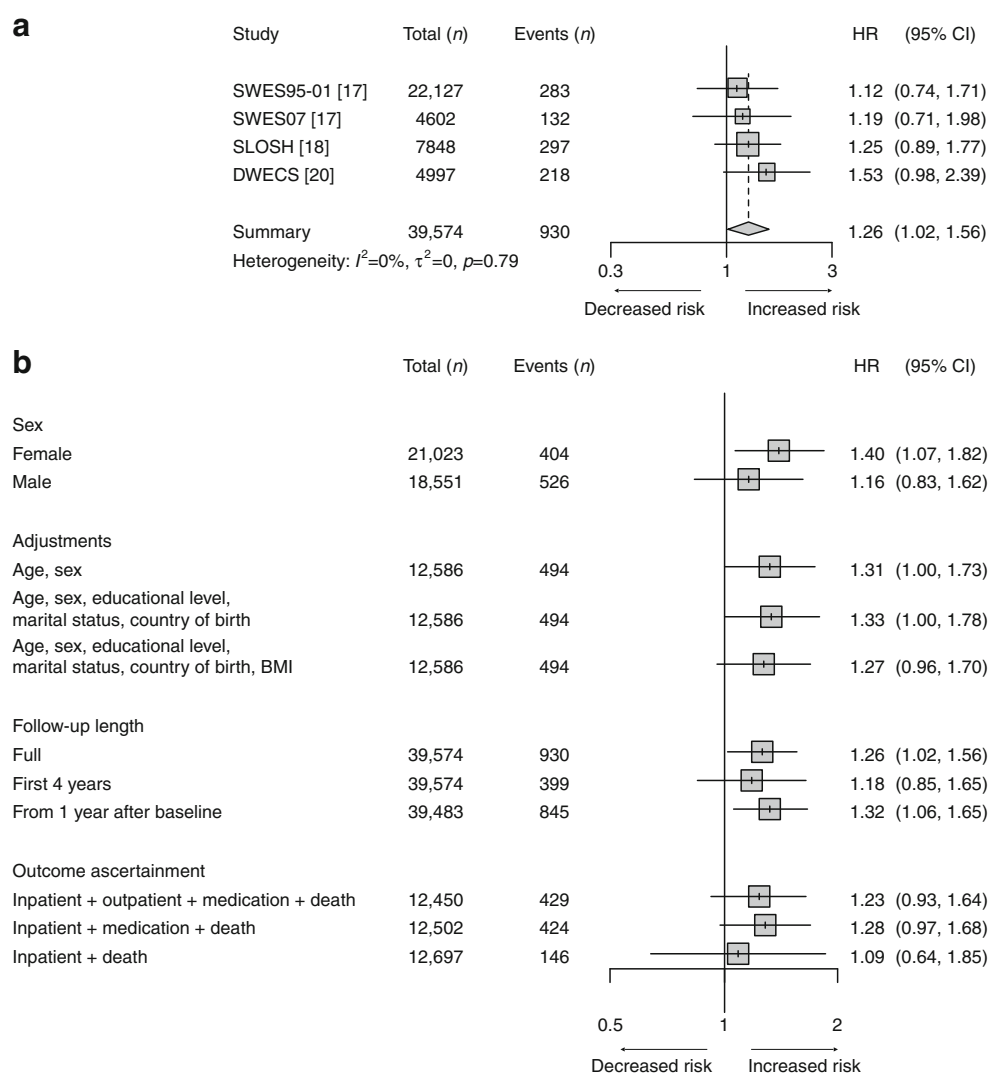 a
Study Total (n) Events (n) HR (95% CI)
SWES95-01 [17] 22,127 283 1.12 (0.74, 1.71)
SWES07 [17] 4602 132 1.19 (0.71, 1.98)
SLOSH [18] 7848 297 1.25 (0.89, 1.77)
DWECS [20] 4997 218 1.53 (0.98, 2.39)
Summary 39,574 930 1.26 (1.02, 1.56)
Heterogeneity: I²=0%, τ²=0, p=0.79
0.3 1 3
Decreased risk Increased risk
b
Total (n) Events (n) HR (95% CI)
Sex
Female 21,023 404 1.40 (1.07, 1.82)
Male 18,551 526 1.16 (0.83, 1.62)
Adjustments
Age, sex 12,586 494 1.31 (1.00, 1.73)
Age, sex, educational level,
marital status, country of birth 12,586 494 1.33 (1.00, 1.78)
Age, sex, educational level,
marital status, country of birth, BMI 12,586 494 1.27 (0.96, 1.70)
Follow-up length
Full 39,574 930 1.26 (1.02, 1.56)
First 4 years 39,574 399 1.18 (0.85, 1.65)
From 1 year after baseline 39,483 845 1.32 (1.06, 1.65)
Outcome ascertainment
Inpatient + outpatient + medication + death 12,450 429 1.23 (0.93, 1.64)
Inpatient + medication + death 12,502 424 1.28 (0.97, 1.68)
Inpatient + death 12,697 146 1.09 (0.64, 1.85)
0.5 1 2
Decreased risk Increased risk